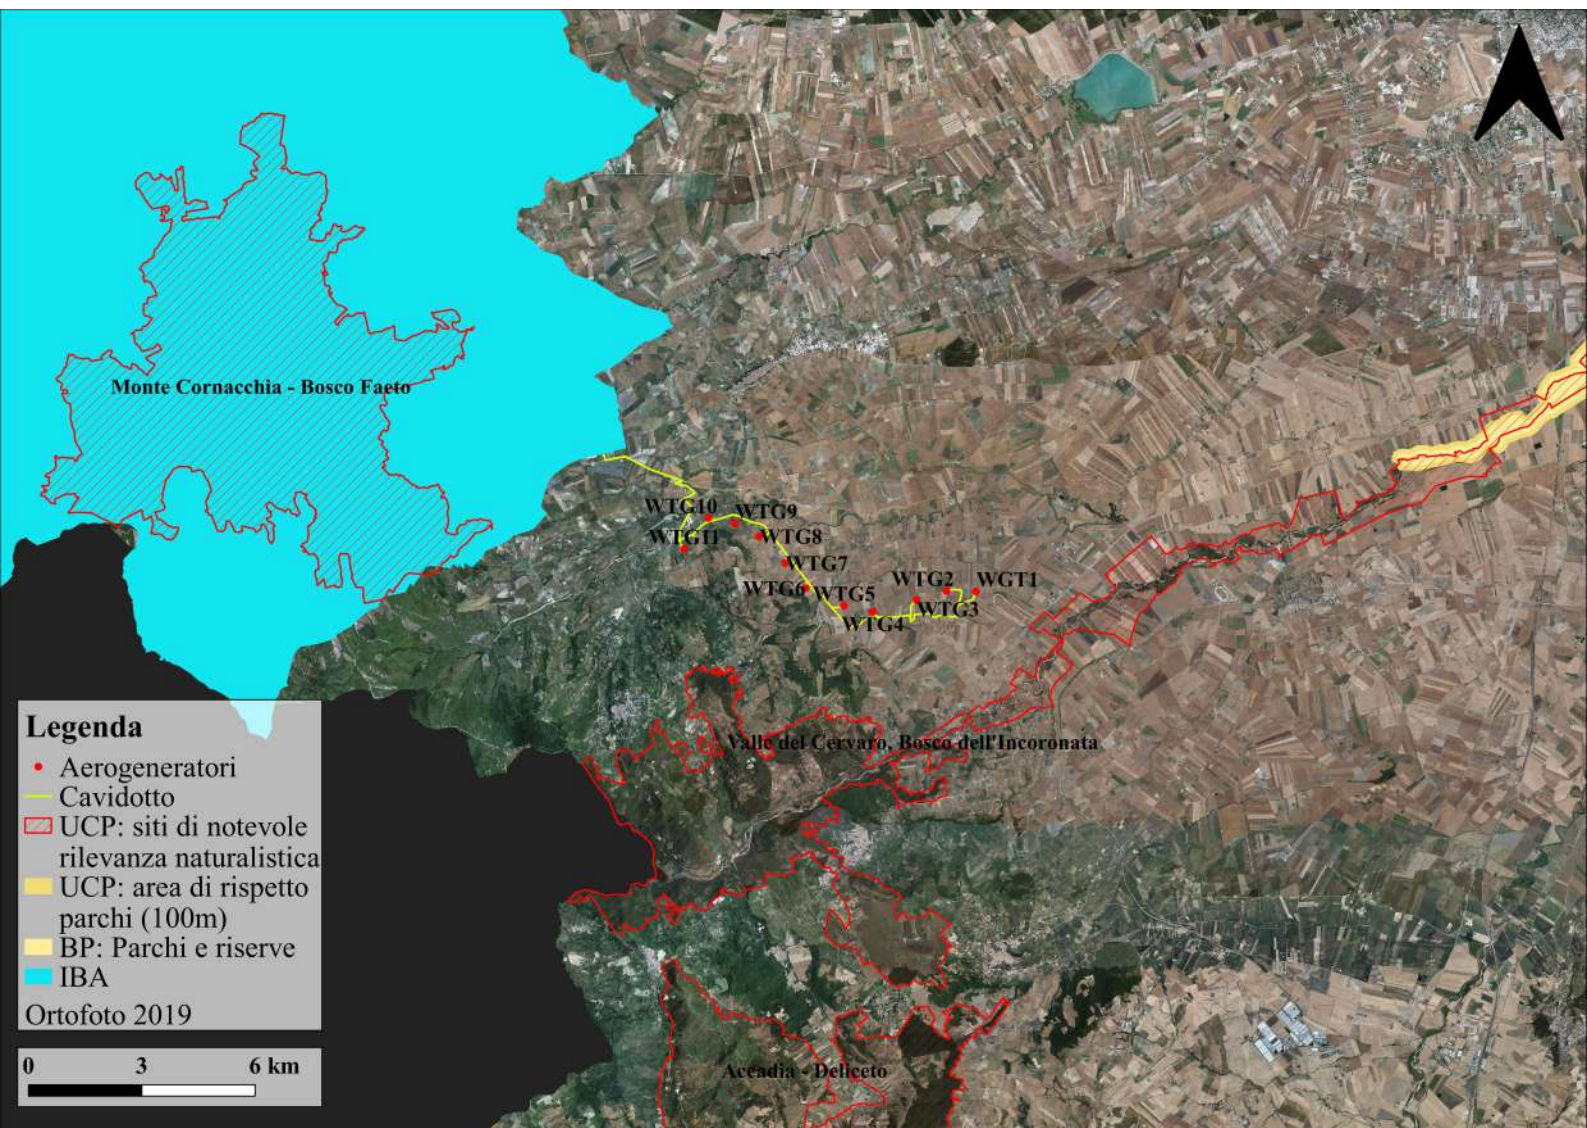 Monte Cornacchia - Bosco Faeto
WTG10
WTG9
WTG11
WTG8
WTG7
WTG6
WTG5
WTG2
WGT1
WTG3
WTG4
Valle del Cervaro, Bosco dell'Incoronata
Accadia - Deliceto
Legenda
Aerogeneratori
Cavidotto
UCP: siti di notevole
rilevanza naturalistica
UCP: area di rispetto
parchi (100m)
BP: Parchi e riserve
IBA
Ortofoto 2019
0 3 6 km